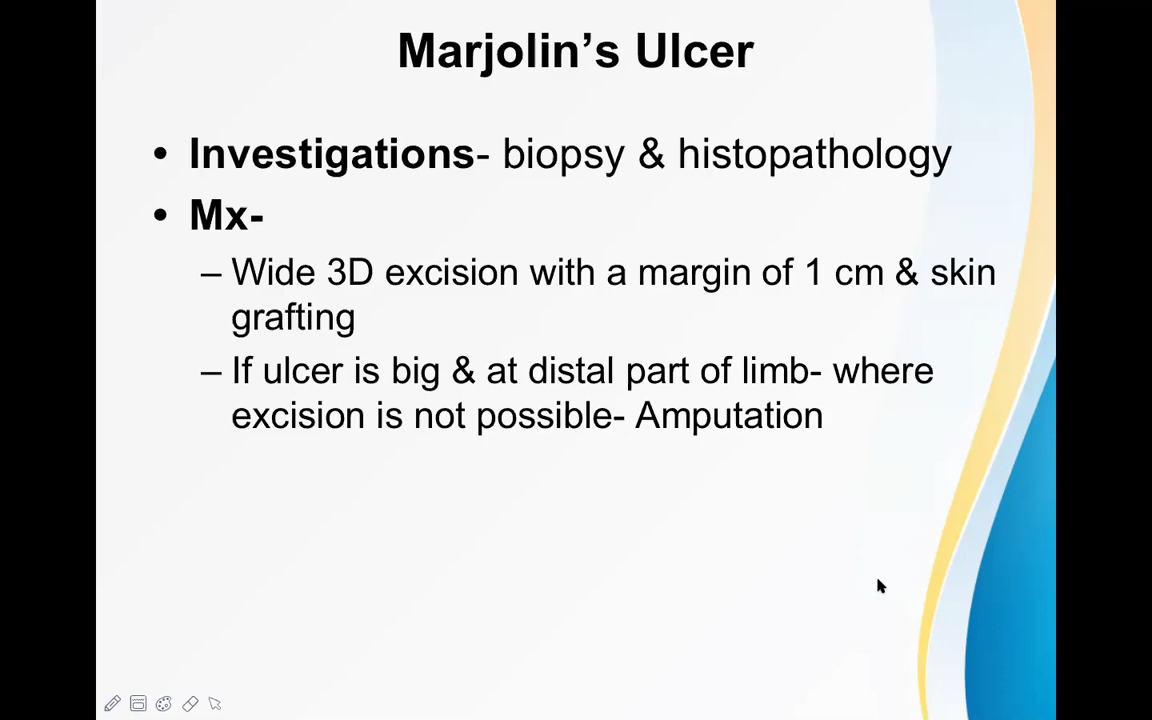 Marjolin’s Ulcer
• Investigations- biopsy & histopathology
• Mx-
– Wide 3D excision with a margin of 1 cm & skin
grafting
– If ulcer is big & at distal part of limb- where
excision is not possible- Amputation